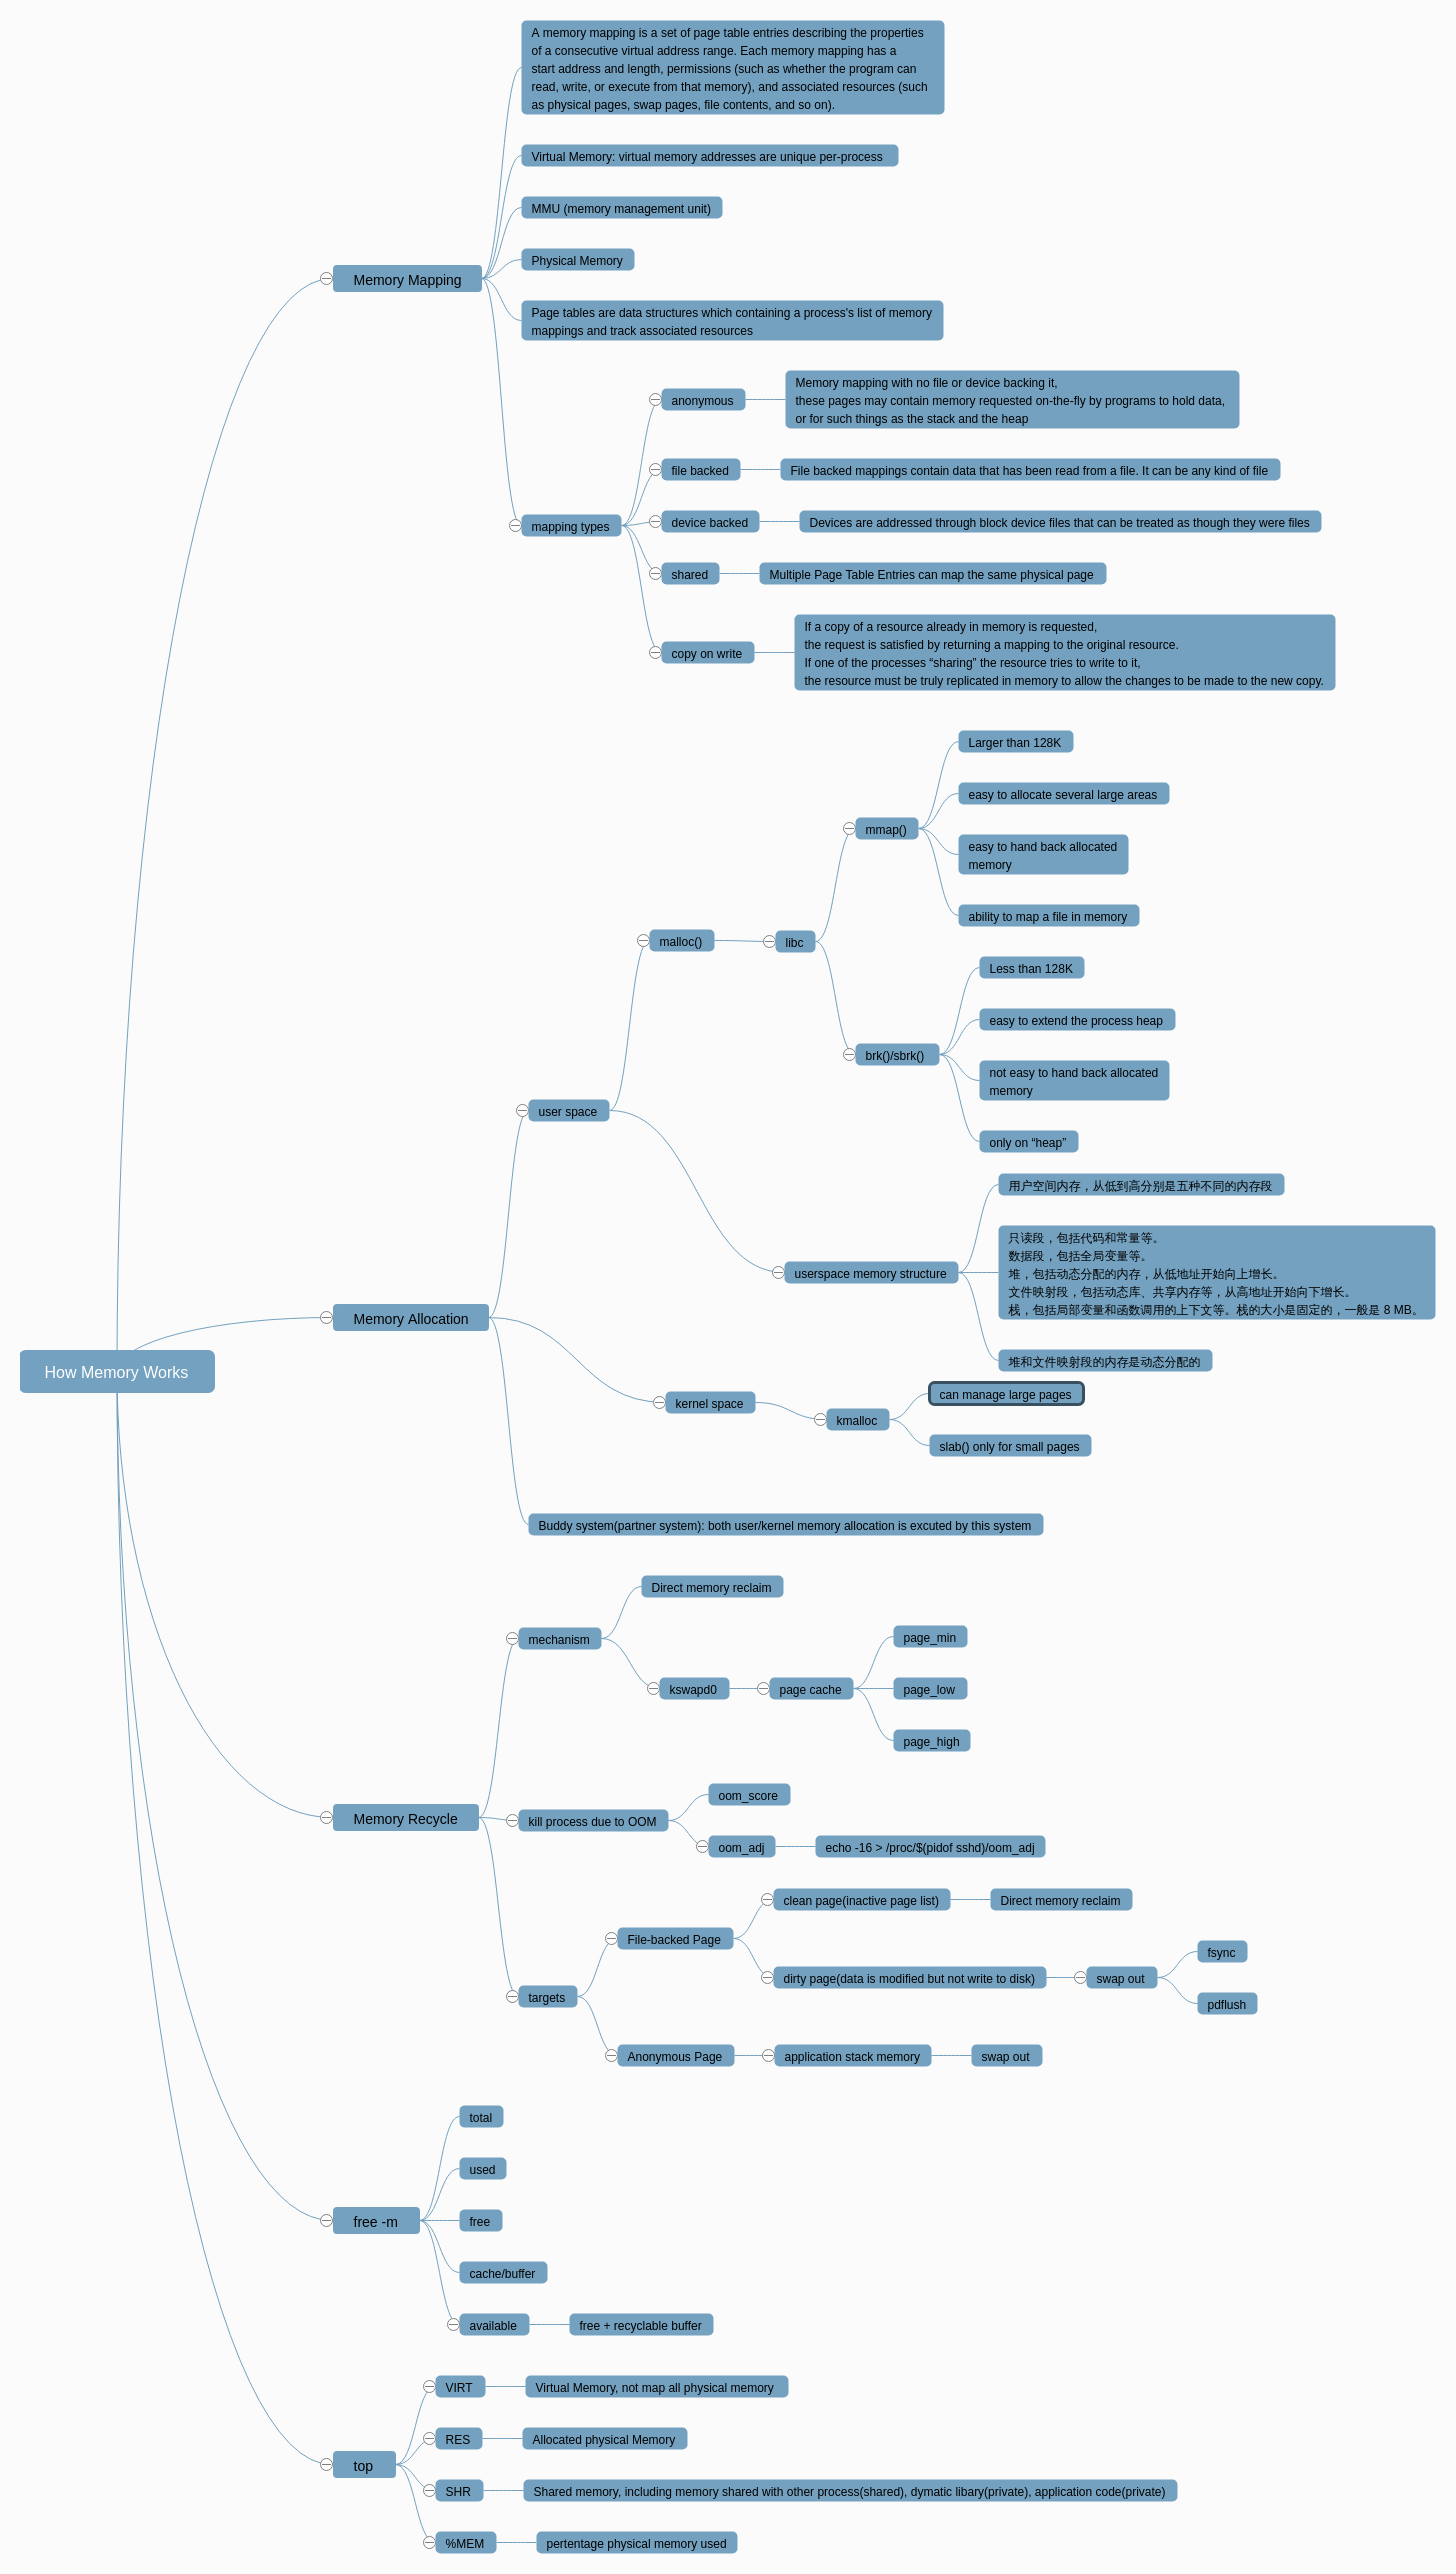 A memory mapping is a set of page table entries describing the properties
of a consecutive virtual address range. Each memory mapping has a
start address and length, permissions (such as whether the program can
read, write, or execute from that memory), and associated resources (such
as physical pages, swap pages, file contents, and so on).
Virtual Memory: virtual memory addresses are unique per-process
MMU (memory management unit)
Physical Memory
Memory Mapping
Page tables are data structures which containing a process's list of memory
mappings and track associated resources
Memory mapping with no file or device backing it,
anonymous
these pages may contain memory requested on-the-fly by programs to hold data,
or for such things as the stack and the heap
file backed
File backed mappings contain data that has been read from a file. It can be any kind of file
mapping types
device backed
Devices are addressed through block device files that can be treated as though they were files
shared
Multiple Page Table Entries can map the same physical page
copy on write
If a copy of a resource already in memory is requested,
the request is satisfied by returning a mapping to the original resource.
If one of the processes “sharing” the resource tries to write to it,
the resource must be truly replicated in memory to allow the changes to be made to the new copy.
Larger than 128K
easy to allocate several large areas
mmap()
easy to hand back allocated
memory
ability to map a file in memory
malloc()
libc
Less than 128K
easy to extend the process heap
brk()/sbrk()
not easy to hand back allocated
memory
user space
only on “heap”
用户空间内存，从低到高分别是五种不同的内存段
只读段，包括代码和常量等。
数据段，包括全局变量等。
userspace memory structure
堆，包括动态分配的内存，从低地址开始向上增长。
文件映射段，包括动态库、共享内存等，从高地址开始向下增长。
栈，包括局部变量和函数调用的上下文等。栈的大小是固定的，一般是 8 MB。
Memory Allocation
堆和文件映射段的内存是动态分配的
How Memory Works
kernel space
can manage large pages
kmalloc
slab() only for small pages
Buddy system(partner system): both user/kernel memory allocation is excuted by this system
Direct memory reclaim
mechanism
page_min
kswapd0
page cache
page_low
page_high
Memory Recycle
oom_score
kill process due to OOM
oom_adj
echo -16 > /proc/$(pidof sshd)/oom_adj
clean page(inactive page list)
Direct memory reclaim
File-backed Page
fsync
dirty page(data is modified but not write to disk)
swap out
pdflush
targets
Anonymous Page
application stack memory
swap out
total
used
free -m
free
cache/buffer
available
free + recyclable buffer
VIRT
Virtual Memory, not map all physical memory
RES
Allocated physical Memory
top
SHR
Shared memory, including memory shared with other process(shared), dymatic libary(private), application code(private)
%MEM
pertentage physical memory used